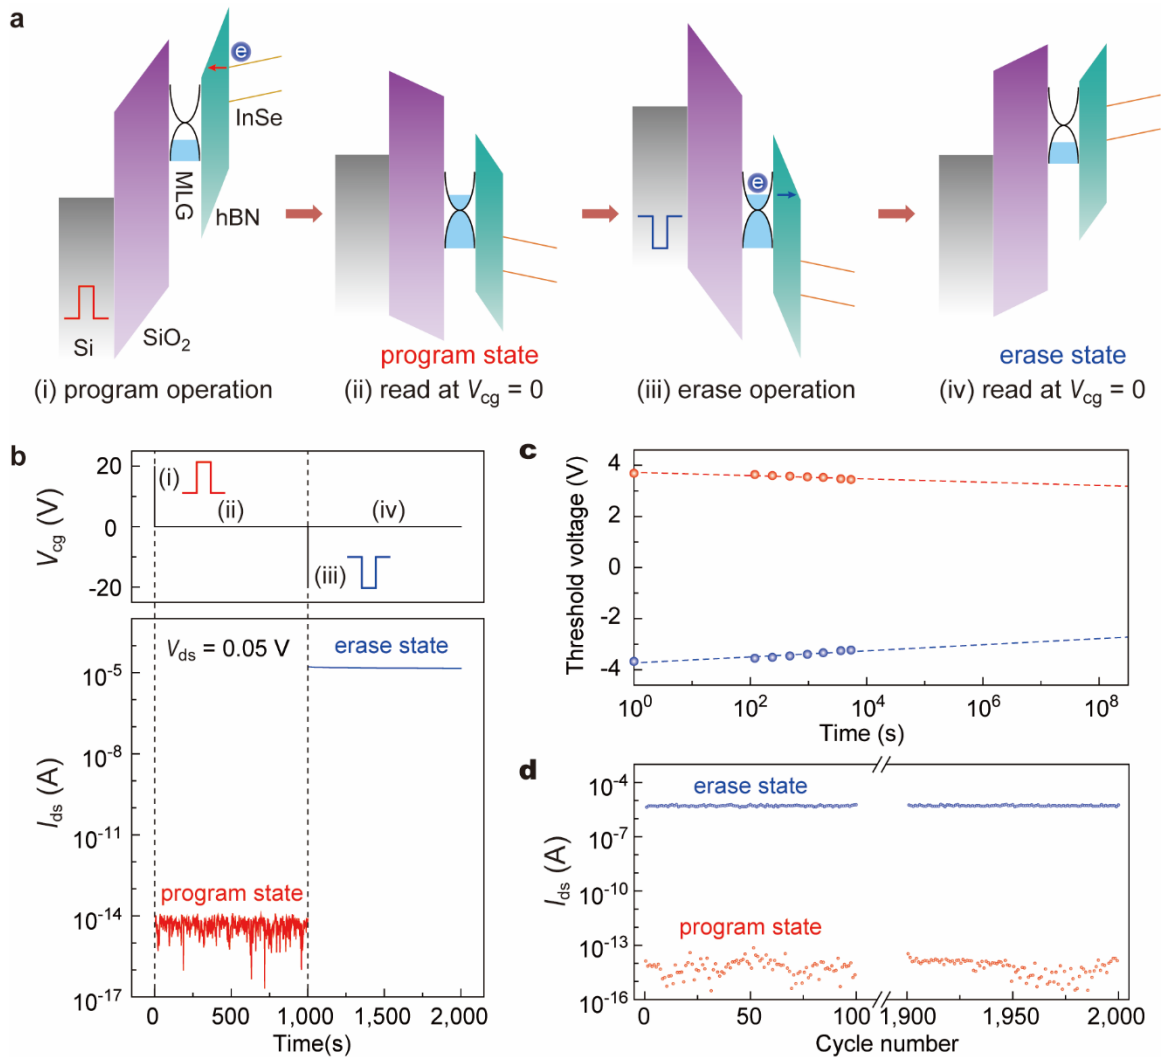 a
e
InSe
MLG
hBN
e
Si
SiO2
program state
erase state
(i) program operation
(ii) read at Vcg = 0
(iii) erase operation
(iv) read at Vcg = 0
b
20
0
-20
Vcg (V)
(i)
(ii)
(iii)
(iv)
Vds = 0.05 V
erase state
program state
10-5
10-8
10-11
10-14
10-17
Ids (A)
0
500
1,000
1,500
2,000
Time(s)
c
4
2
0
-2
-4
Threshold voltage (V)
100
102
104
106
108
Time (s)
d
erase state
program state
10-4
10-7
10-10
10-13
10-16
Ids (A)
0
50
100
1,900
1,950
2,000
Cycle number